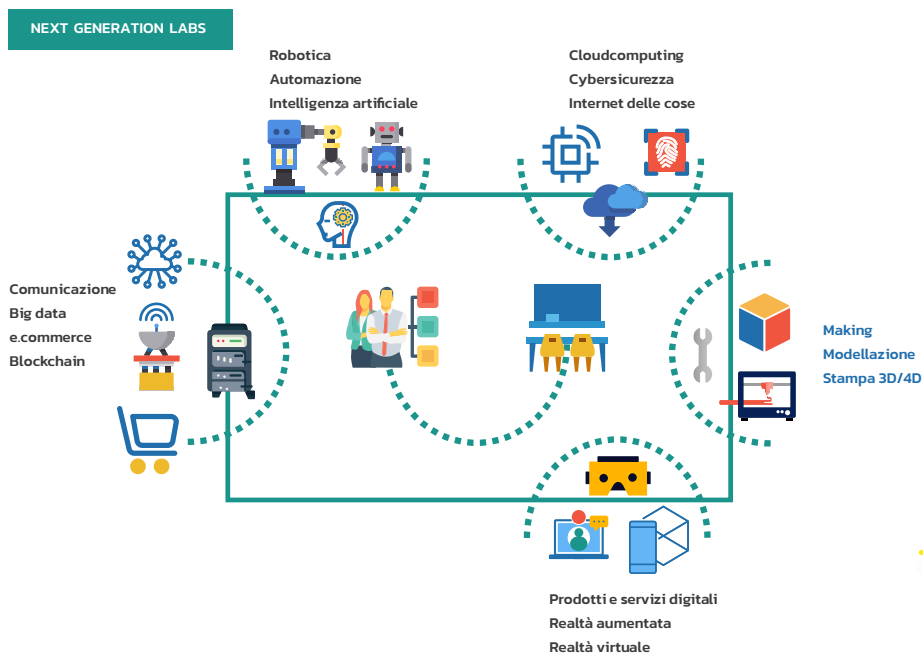 NEXT GENERATION LABS
Robotica
Automazione
Intelligenza artificiale
Cloudcomputing
Cybersicurezza
Internet delle cose
Comunicazione
Big data
e.commerce
Blockchain
Making
Modellazione
Stampa 3D/4D
Prodotti e servizi digitali
Realtà aumentata
Realtà virtuale